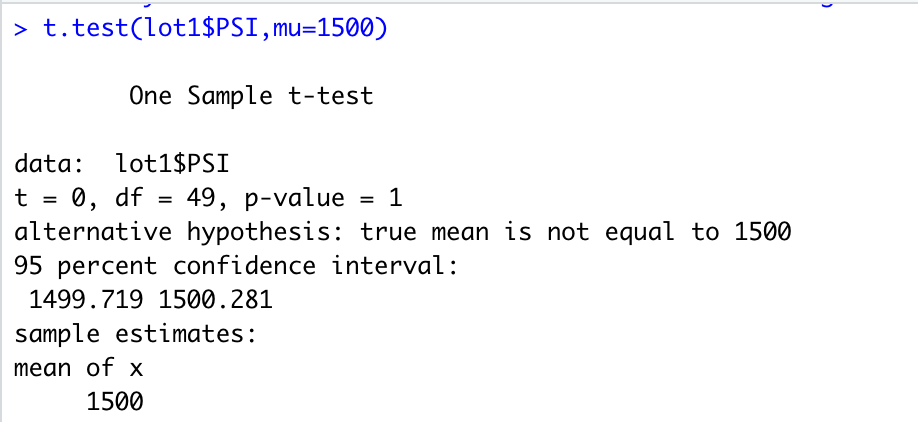 > t.test(lot1$PSI,mu=1500)
One Sample t-test
data:  lot1$PSI
t = 0, df = 49, p-value = 1
alternative hypothesis: true mean is not equal to 1500
95 percent confidence interval:
1499.719 1500.281
sample estimates:
mean of x
1500